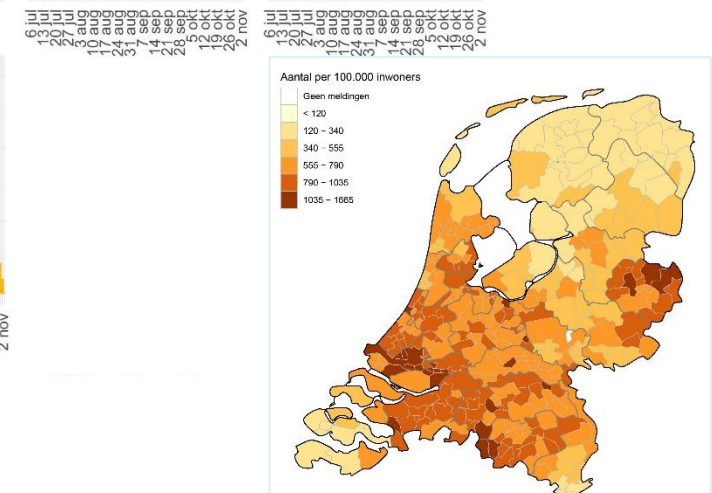 6 jul
13 jul
20 jul
27 jul
3 aug
10 aug
17 aug
24 aug
31 aug
7 sep
14 sep
21 sep
28 sep
5 okt
12 okt
19 okt
26 okt
2 nov
6 jul
13 jul
20 jul
27 jul
3 aug
10 aug
17 aug
24 aug
31 aug
7 sep
14 sep
21 sep
28 sep
5 okt
12 okt
19 okt
26 okt
2 nov
2 nov
Aantal per 100.000 inwoners
Geen meldingen
< 120
120 – 340
340 – 555
555 – 790
790 – 1035
1035 – 1665